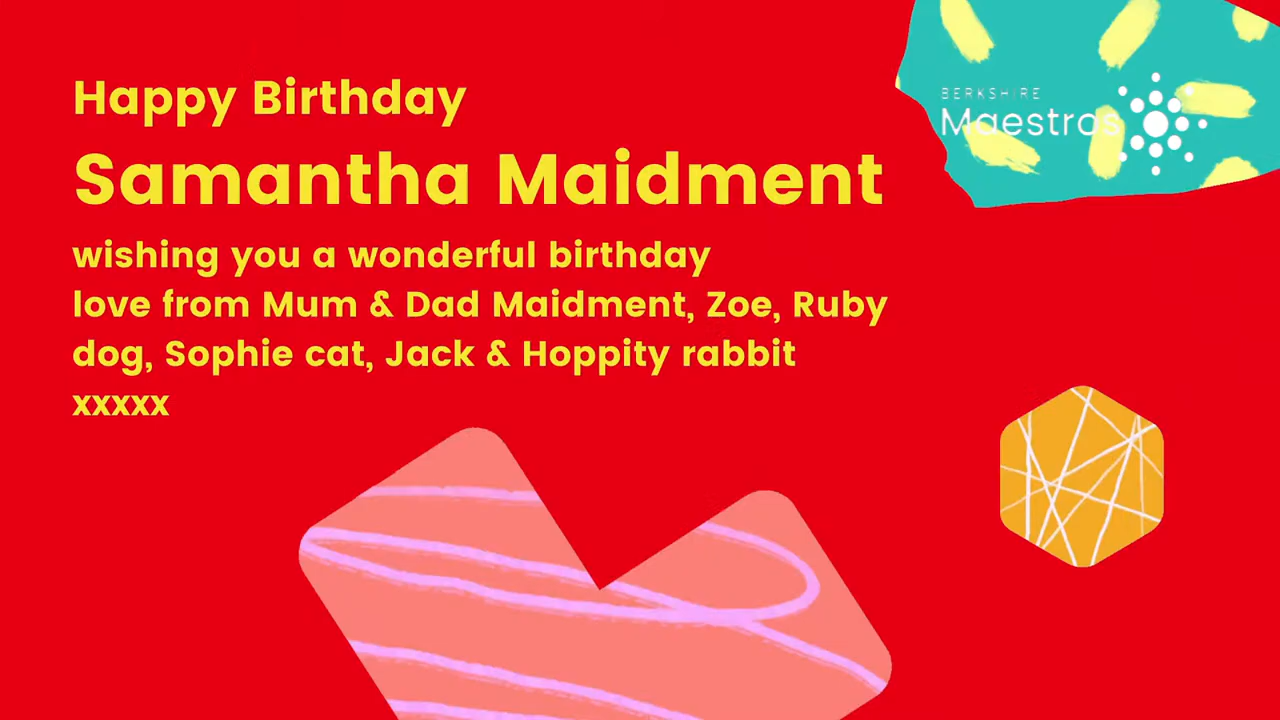 Happy Birthday
Samantha Maidment
wishing you a wonderful birthday
love from Mum & Dad Maidment, Zoe, Ruby
dog, Sophie cat, Jack & Hoppity rabbit
xxxxx
BERKSHIRE
Maestros